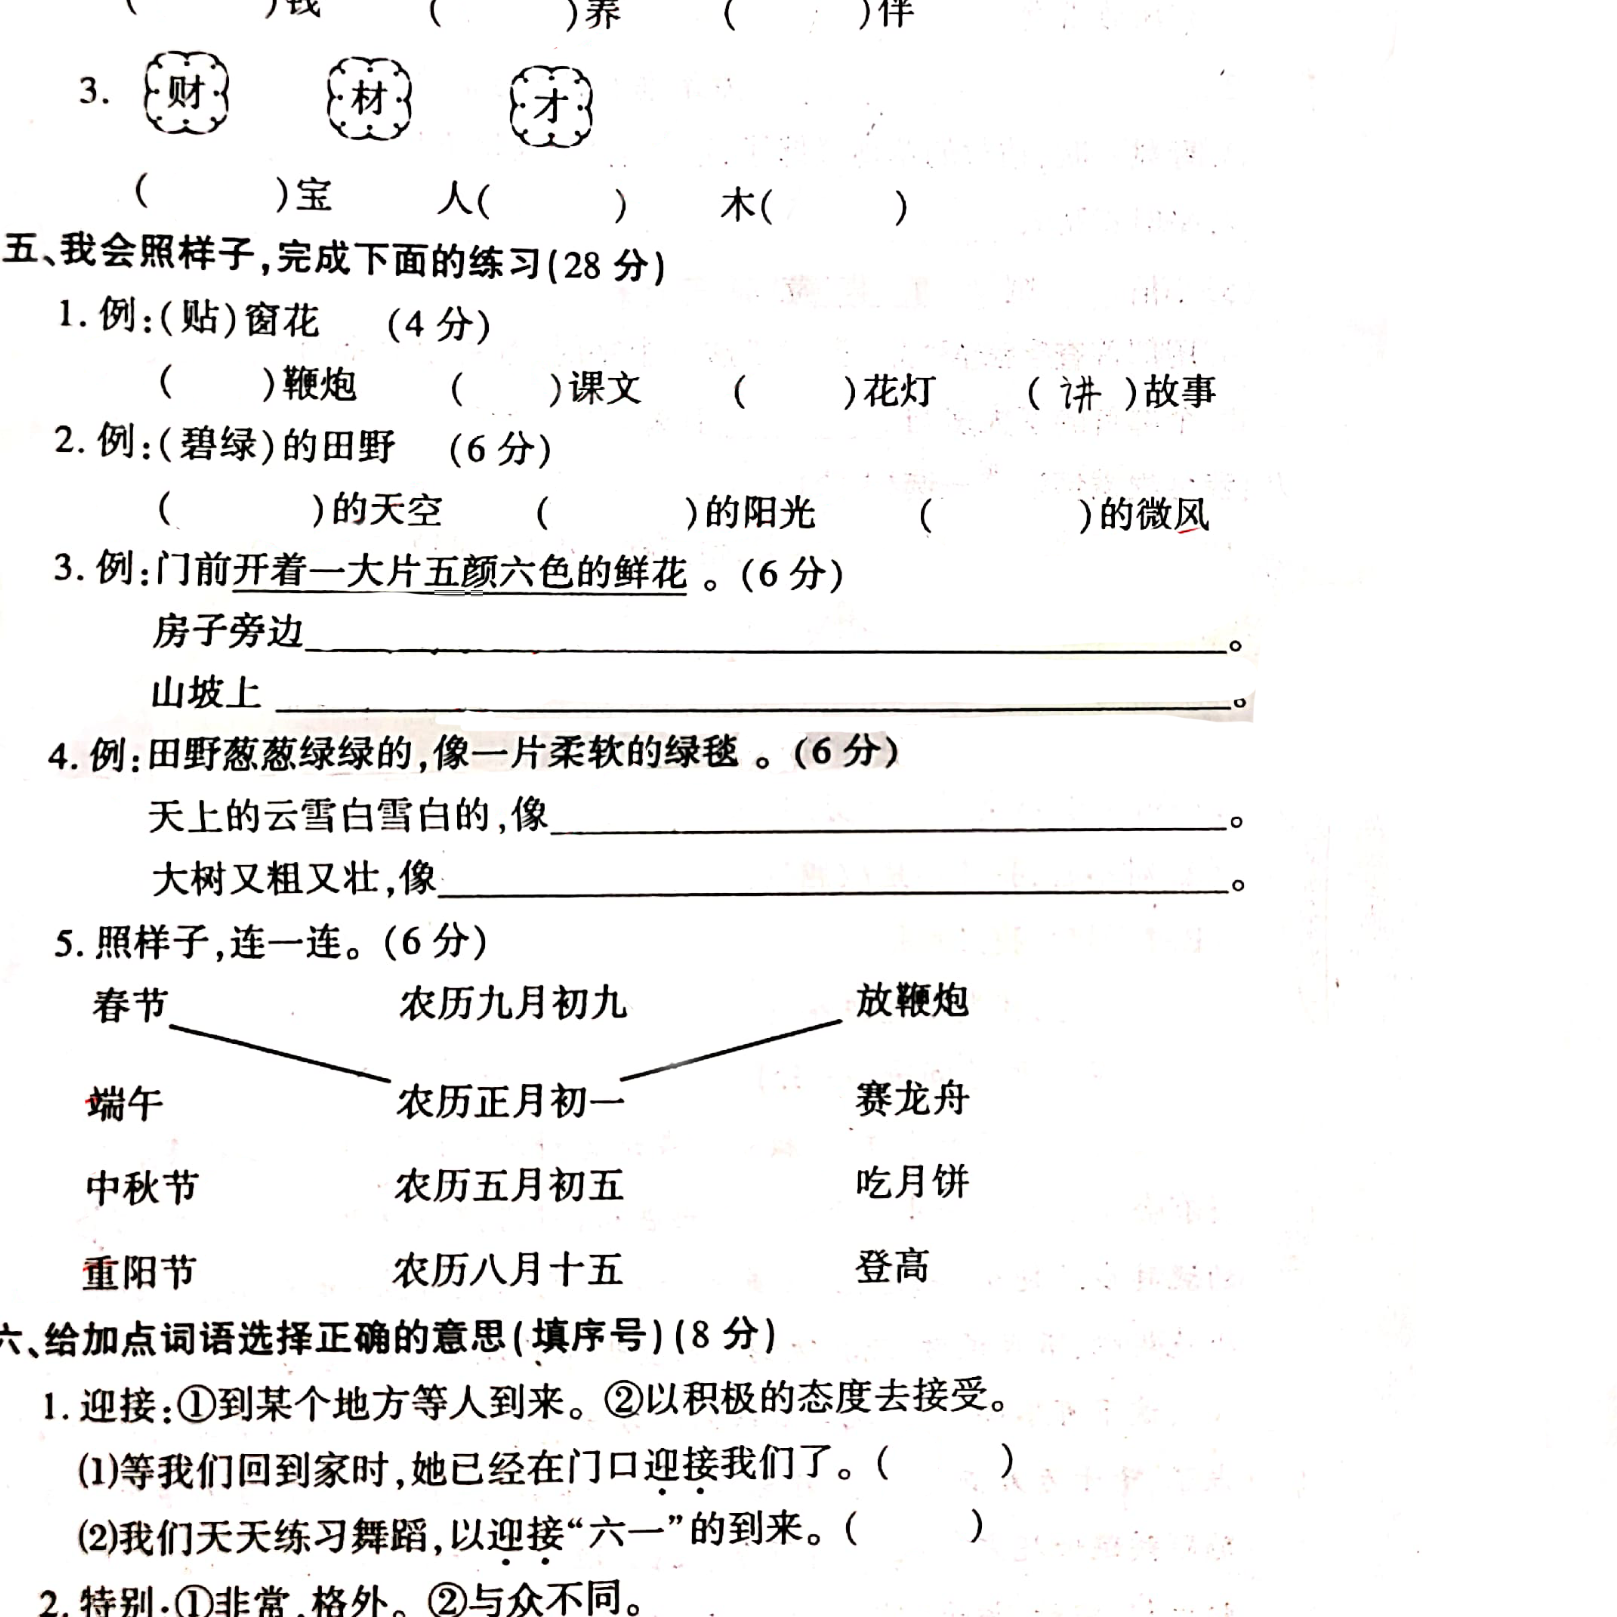 (　　)钱　(　　)养　(　　)伴
3. 财　材　才
(　　)宝　人(　　)　木(　　)
五、我会照样子,完成下面的练习(28 分)
1. 例:(贴)窗花　(4 分)
(　　)鞭炮　(　　)课文　(　　)花灯　( 讲 )故事
2. 例:(碧绿)的田野　(6 分)
(　　)的天空　(　　)的阳光　(　　)的微风
3. 例:门前开着一大片五颜六色的鲜花。(6 分)
房子旁边____________。
山坡上____________。
4. 例:田野葱葱绿绿的,像一片柔软的绿毯。(6 分)
天上的云雪白雪白的,像____________。
大树又粗又壮,像____________。
5. 照样子,连一连。(6 分)
春节　农历九月初九　放鞭炮
端午　农历正月初一　赛龙舟
中秋节　农历五月初五　吃月饼
重阳节　农历八月十五　登高
六、给加点词语选择正确的意思(填序号)(8 分)
1. 迎接:①到某个地方等人到来。②以积极的态度去接受。
(1)等我们回到家时,她已经在门口迎接我们了。(　　)
(2)我们天天练习舞蹈,以迎接“六一”的到来。(　　)
2. 特别:①非常,格外。②与众不同。